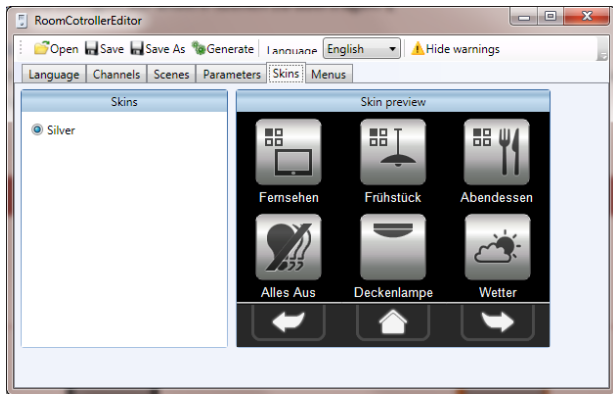 RoomCotrollerEditor
Open Save Save As Generate Language English Hide warnings
Language Channels Scenes Parameters Skins Menus
Skins Skin preview
Silver
Fernsehen Frühstück Abendessen
Alles Aus Deckenlampe Wetter